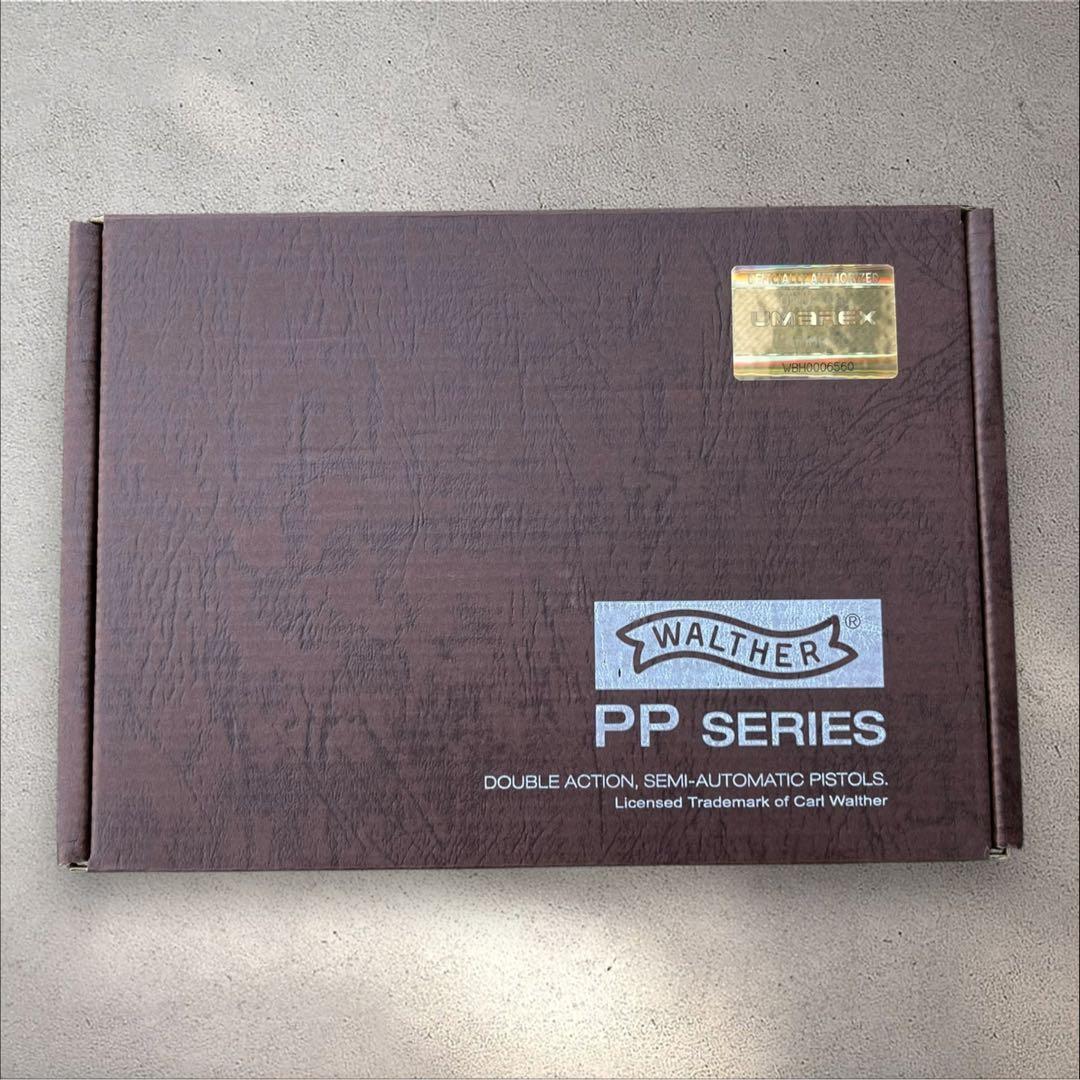 OFFICIALLY AUTHORIZED
UMAREX
WBH0006560
WALTHER®
PP SERIES
DOUBLE ACTION, SEMI-AUTOMATIC PISTOLS.
Licensed Trademark of Carl Walther